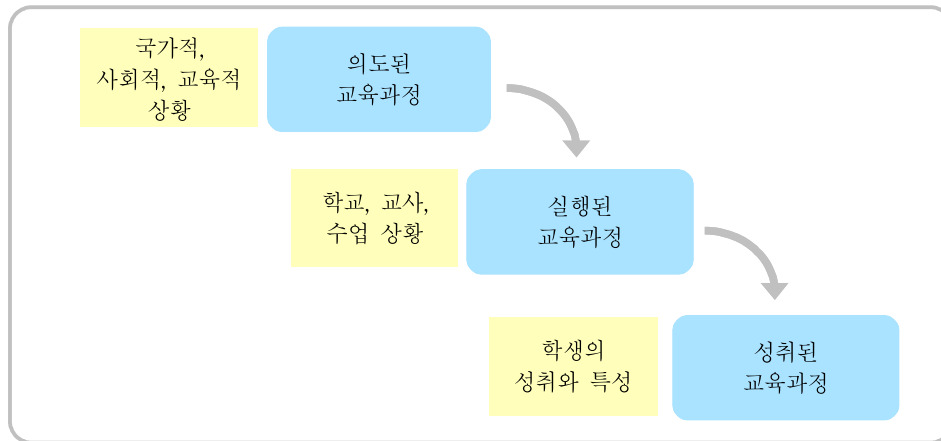 국가적,
사회적, 교육적
상황
의도된
교육과정
학교, 교사,
수업 상황
실행된
교육과정
학생의
성취와 특성
성취된
교육과정